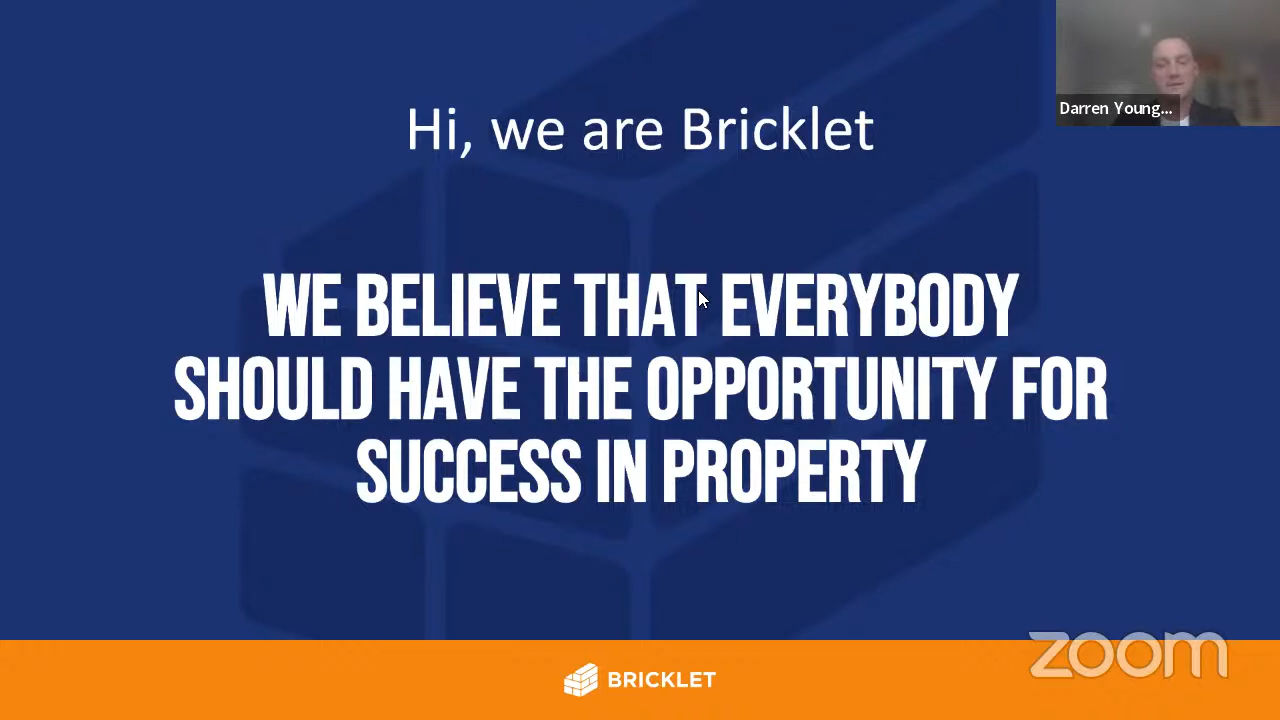 Darren Young...
Hi, we are Bricklet
WE BELIEVE THAT EVERYBODY
SHOULD HAVE THE OPPORTUNITY FOR
SUCCESS IN PROPERTY
zoom
BRICKLET